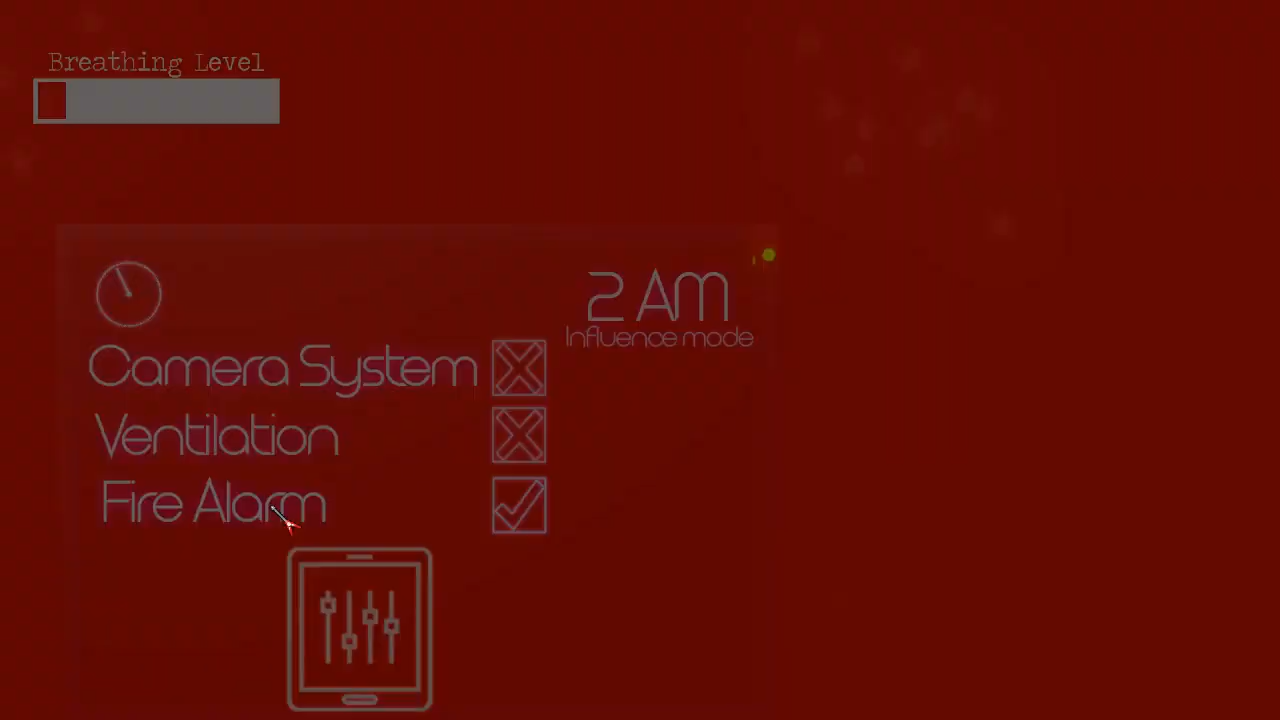 Breathing Level
2 AM
Influence mode
Camera System
Ventilation
Fire Alarm